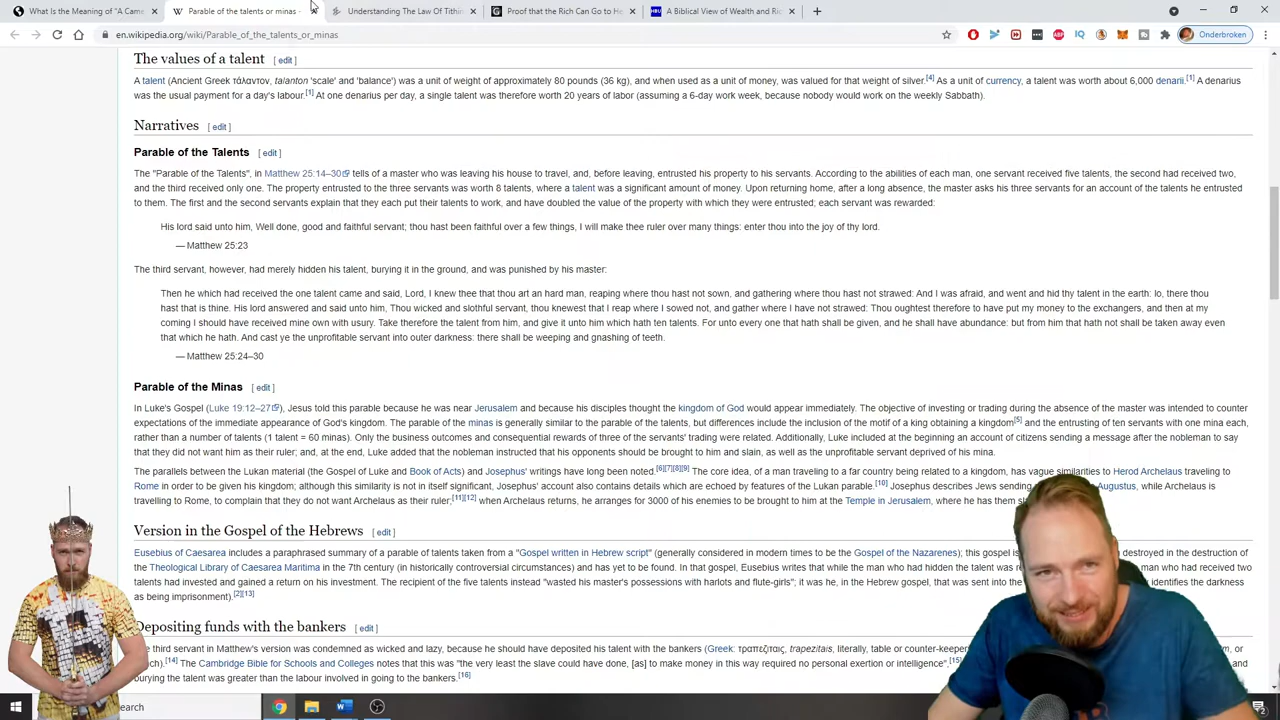 What Is the Meaning of "A Came
Parable of the talents or minas -
Understanding The Law Of Tithin
Proof that the Rich Can Go to He
HBU
A Biblical View of Wealth and Ric
en.wikipedia.org/wiki/Parable_of_the_talents_or_minas
ABP
IQ
Onderbroken
The values of a talent [ edit ]
A talent (Ancient Greek τάλαντον, talanton 'scale' and 'balance') was a unit of weight of approximately 80 pounds (36 kg), and when used as a unit of money, was valued for that weight of silver.[4] As a unit of currency, a talent was worth about 6,000 denarii.[1] A denarius
was the usual payment for a day's labour.[1] At one denarius per day, a single talent was therefore worth 20 years of labor (assuming a 6-day work week, because nobody would work on the weekly Sabbath).
Narratives [ edit ]
Parable of the Talents [ edit ]
The "Parable of the Talents", in Matthew 25:14–30 tells of a master who was leaving his house to travel, and, before leaving, entrusted his property to his servants. According to the abilities of each man, one servant received five talents, the second had received two,
and the third received only one. The property entrusted to the three servants was worth 8 talents, where a talent was a significant amount of money. Upon returning home, after a long absence, the master asks his three servants for an account of the talents he entrusted
to them. The first and the second servants explain that they each put their talents to work, and have doubled the value of the property with which they were entrusted; each servant was rewarded:
His lord said unto him, Well done, good and faithful servant; thou hast been faithful over a few things, I will make thee ruler over many things: enter thou into the joy of thy lord.
— Matthew 25:23
The third servant, however, had merely hidden his talent, burying it in the ground, and was punished by his master:
Then he which had received the one talent came and said, Lord, I knew thee that thou art an hard man, reaping where thou hast not sown, and gathering where thou hast not strawed: And I was afraid, and went and hid thy talent in the earth: lo, there thou
hast that is thine. His lord answered and said unto him, Thou wicked and slothful servant, thou knewest that I reap where I sowed not, and gather where I have not strawed: Thou oughtest therefore to have put my money to the exchangers, and then at my
coming I should have received mine own with usury. Take therefore the talent from him, and give it unto him which hath ten talents. For unto every one that hath shall be given, and he shall have abundance: but from him that hath not shall be taken away even
that which he hath. And cast ye the unprofitable servant into outer darkness: there shall be weeping and gnashing of teeth.
— Matthew 25:24–30
Parable of the Minas [ edit ]
In Luke's Gospel (Luke 19:12–27), Jesus told this parable because he was near Jerusalem and because his disciples thought the kingdom of God would appear immediately. The objective of investing or trading during the absence of the master was intended to counter
expectations of the immediate appearance of God's kingdom. The parable of the minas is generally similar to the parable of the talents, but differences include the inclusion of the motif of a king obtaining a kingdom[5] and the entrusting of ten servants with one mina each,
rather than a number of talents (1 talent = 60 minas). Only the business outcomes and consequential rewards of three of the servants' trading were related. Additionally, Luke included at the beginning an account of citizens sending a message after the nobleman to say
that they did not want him as their ruler; and, at the end, Luke added that the nobleman instructed that his opponents should be brought to him and slain, as well as the unprofitable servant deprived of his mina.
The parallels between the Lukan material (the Gospel of Luke and Book of Acts) and Josephus' writings have long been noted.[6][7][8][9] The core idea, of a man traveling to a far country being related to a kingdom, has vague similarities to Herod Archelaus traveling to
Rome in order to be given his kingdom; although this similarity is not in itself significant, Josephus' account also contains details which are echoed by features of the Lukan parable.[10] Josephus describes Jews sending Augustus, while Archelaus is
travelling to Rome, to complain that they do not want Archelaus as their ruler;[11][12] when Archelaus returns, he arranges for 3000 of his enemies to be brought to him at the Temple in Jerusalem, where he has them
Version in the Gospel of the Hebrews [ edit ]
Eusebius of Caesarea includes a paraphrased summary of a parable of talents taken from a "Gospel written in Hebrew script" (generally considered in modern times to be the Gospel of the Nazarenes); this gospel is destroyed in the destruction of
the Theological Library of Caesarea Maritima in the 7th century (in historically controversial circumstances) and has yet to be found. In that gospel, Eusebius writes that while the man who had hidden the talent was man who had received two
talents had invested and gained a return on his investment. The recipient of the five talents instead "wasted his master's possessions with harlots and flute-girls"; it was he, in the Hebrew gospel, that was sent into the identifies the darkness
as being imprisonment).[2][13]
Depositing funds with the bankers [ edit ]
third servant in Matthew's version was condemned as wicked and lazy, because he should have deposited his talent with the bankers (Greek: τραπεζίταις, trapezitais, literally, table or counter-keep or
[14] The Cambridge Bible for Schools and Colleges notes that this was "the very least the slave could have done, [as] to make money in this way required no personal exertion or intelligence".[15] and
burying the talent was greater than the labour involved in going to the bankers.[16]
earch